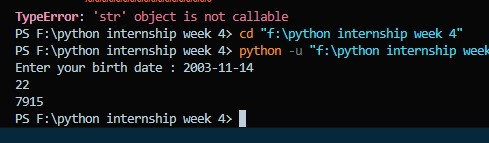 TypeError: 'str' object is not callable
PS F:\python internship week 4> cd "f:\python internship week 4"
PS F:\python internship week 4> python -u "f:\python internship week
Enter your birth date : 2003-11-14
22
7915
PS F:\python internship week 4>